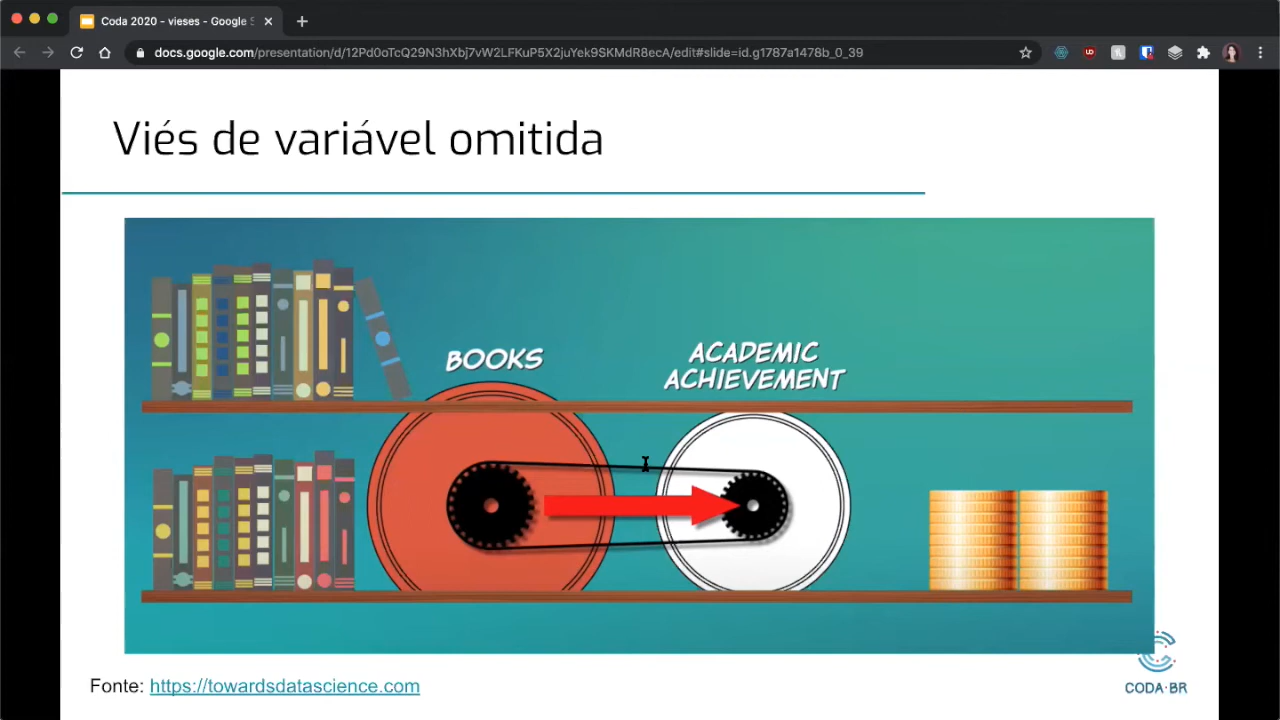 Coda 2020 - vieses - Google S
docs.google.com/presentation/d/12Pd0oTcQ29N3hXbj7vW2LFKuP5X2juYek9SKMdR8ecA/edit#slide=id.g1787a1478b_0_39
Viés de variável omitida
BOOKS
ACADEMIC
ACHIEVEMENT
Fonte: https://towardsdatascience.com
CODA.BR